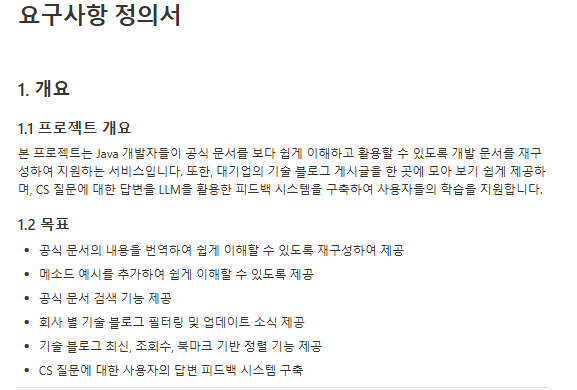 요구사항 정의서
1. 개요
1.1 프로젝트 개요
본 프로젝트는 Java 개발자들이 공식 문서를 보다 쉽게 이해하고 활용할 수 있도록 개발 문서를 재구
성하여 지원하는 서비스입니다. 또한, 대기업의 기술 블로그 게시글을 한 곳에 모아 보기 쉽게 제공하
며, CS 질문에 대한 답변을 LLM을 활용한 피드백 시스템을 구축하여 사용자들의 학습을 지원합니다.
1.2 목표
• 공식 문서의 내용을 번역하여 쉽게 이해할 수 있도록 재구성하여 제공
• 메소드 예시를 추가하여 쉽게 이해할 수 있도록 제공
• 공식 문서 검색 기능 제공
• 회사 별 기술 블로그 필터링 및 업데이트 소식 제공
• 기술 블로그 최신, 조회수, 북마크 기반 정렬 기능 제공
• CS 질문에 대한 사용자의 답변 피드백 시스템 구축